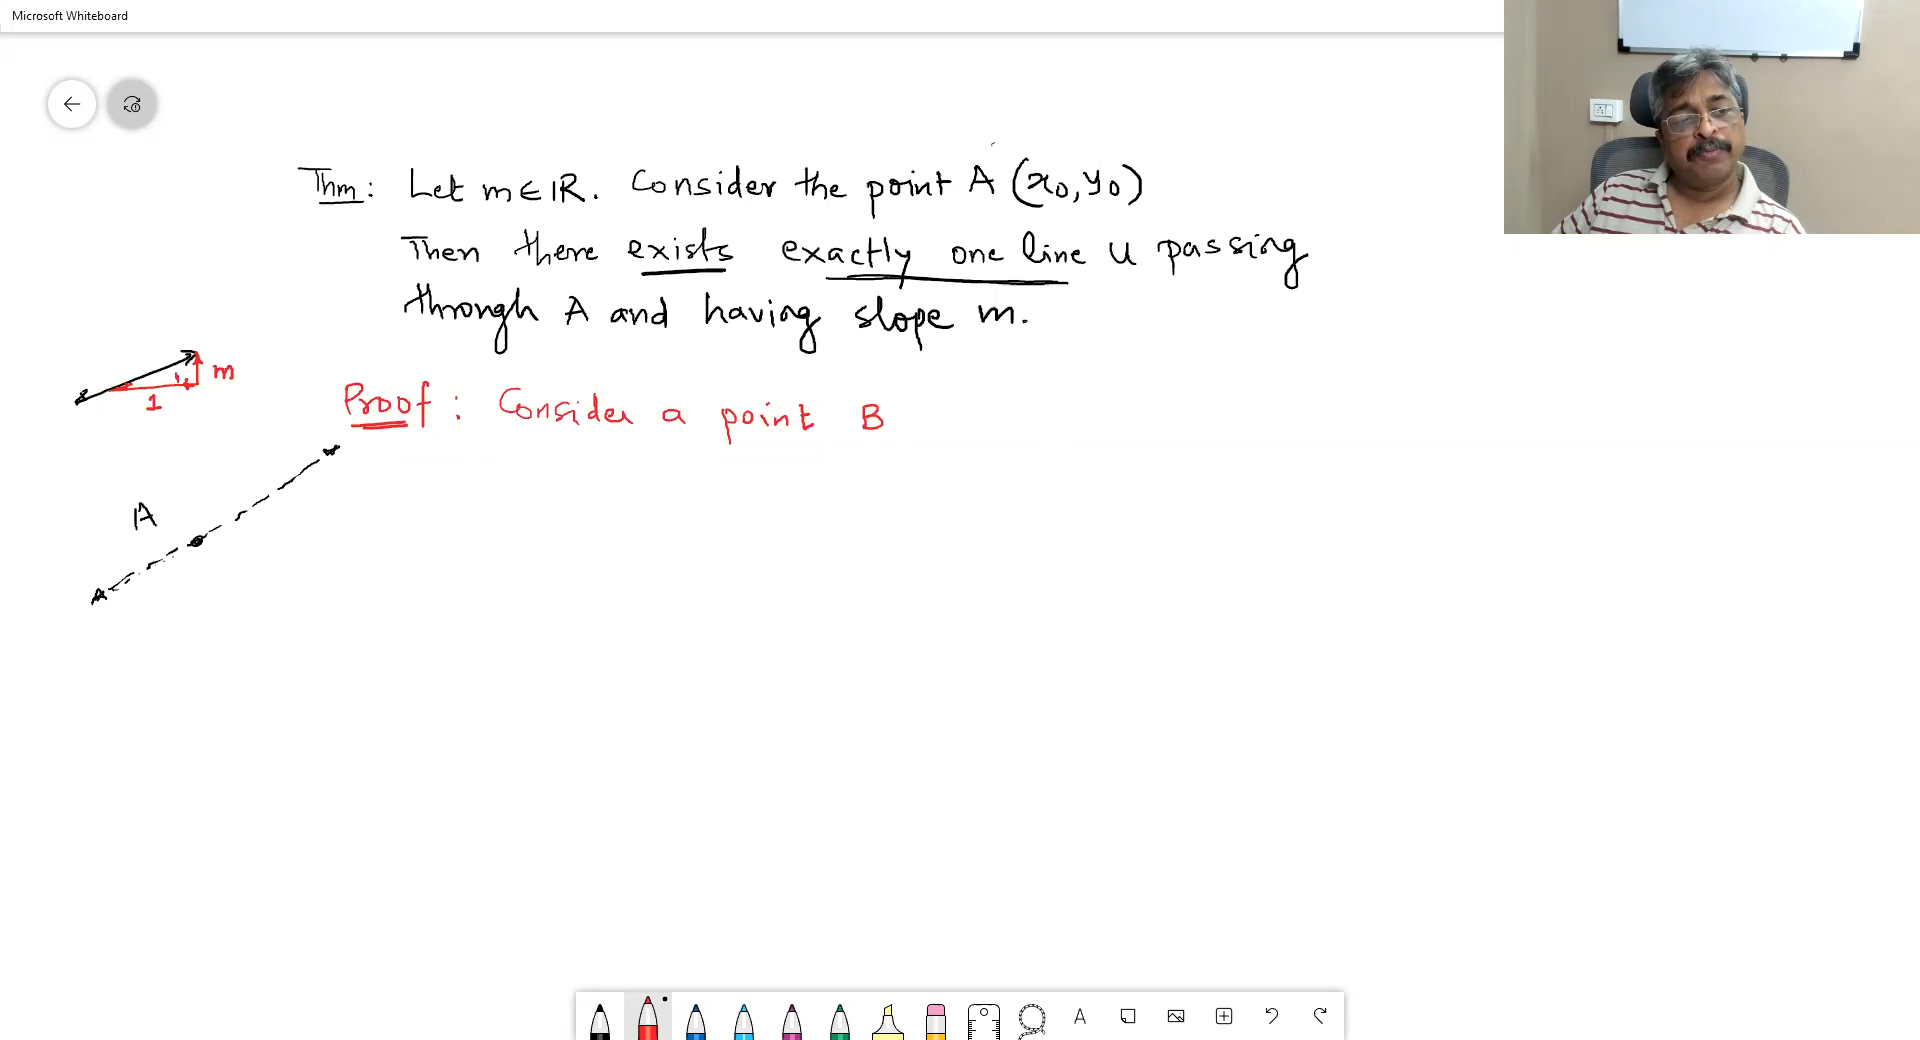 Microsoft Whiteboard
Thm: Let m ∈ ℝ. Consider the point A (x₀, y₀)
Then there exists exactly one line u passing
through A and having slope m.
m
1
Proof: Consider a point B
A